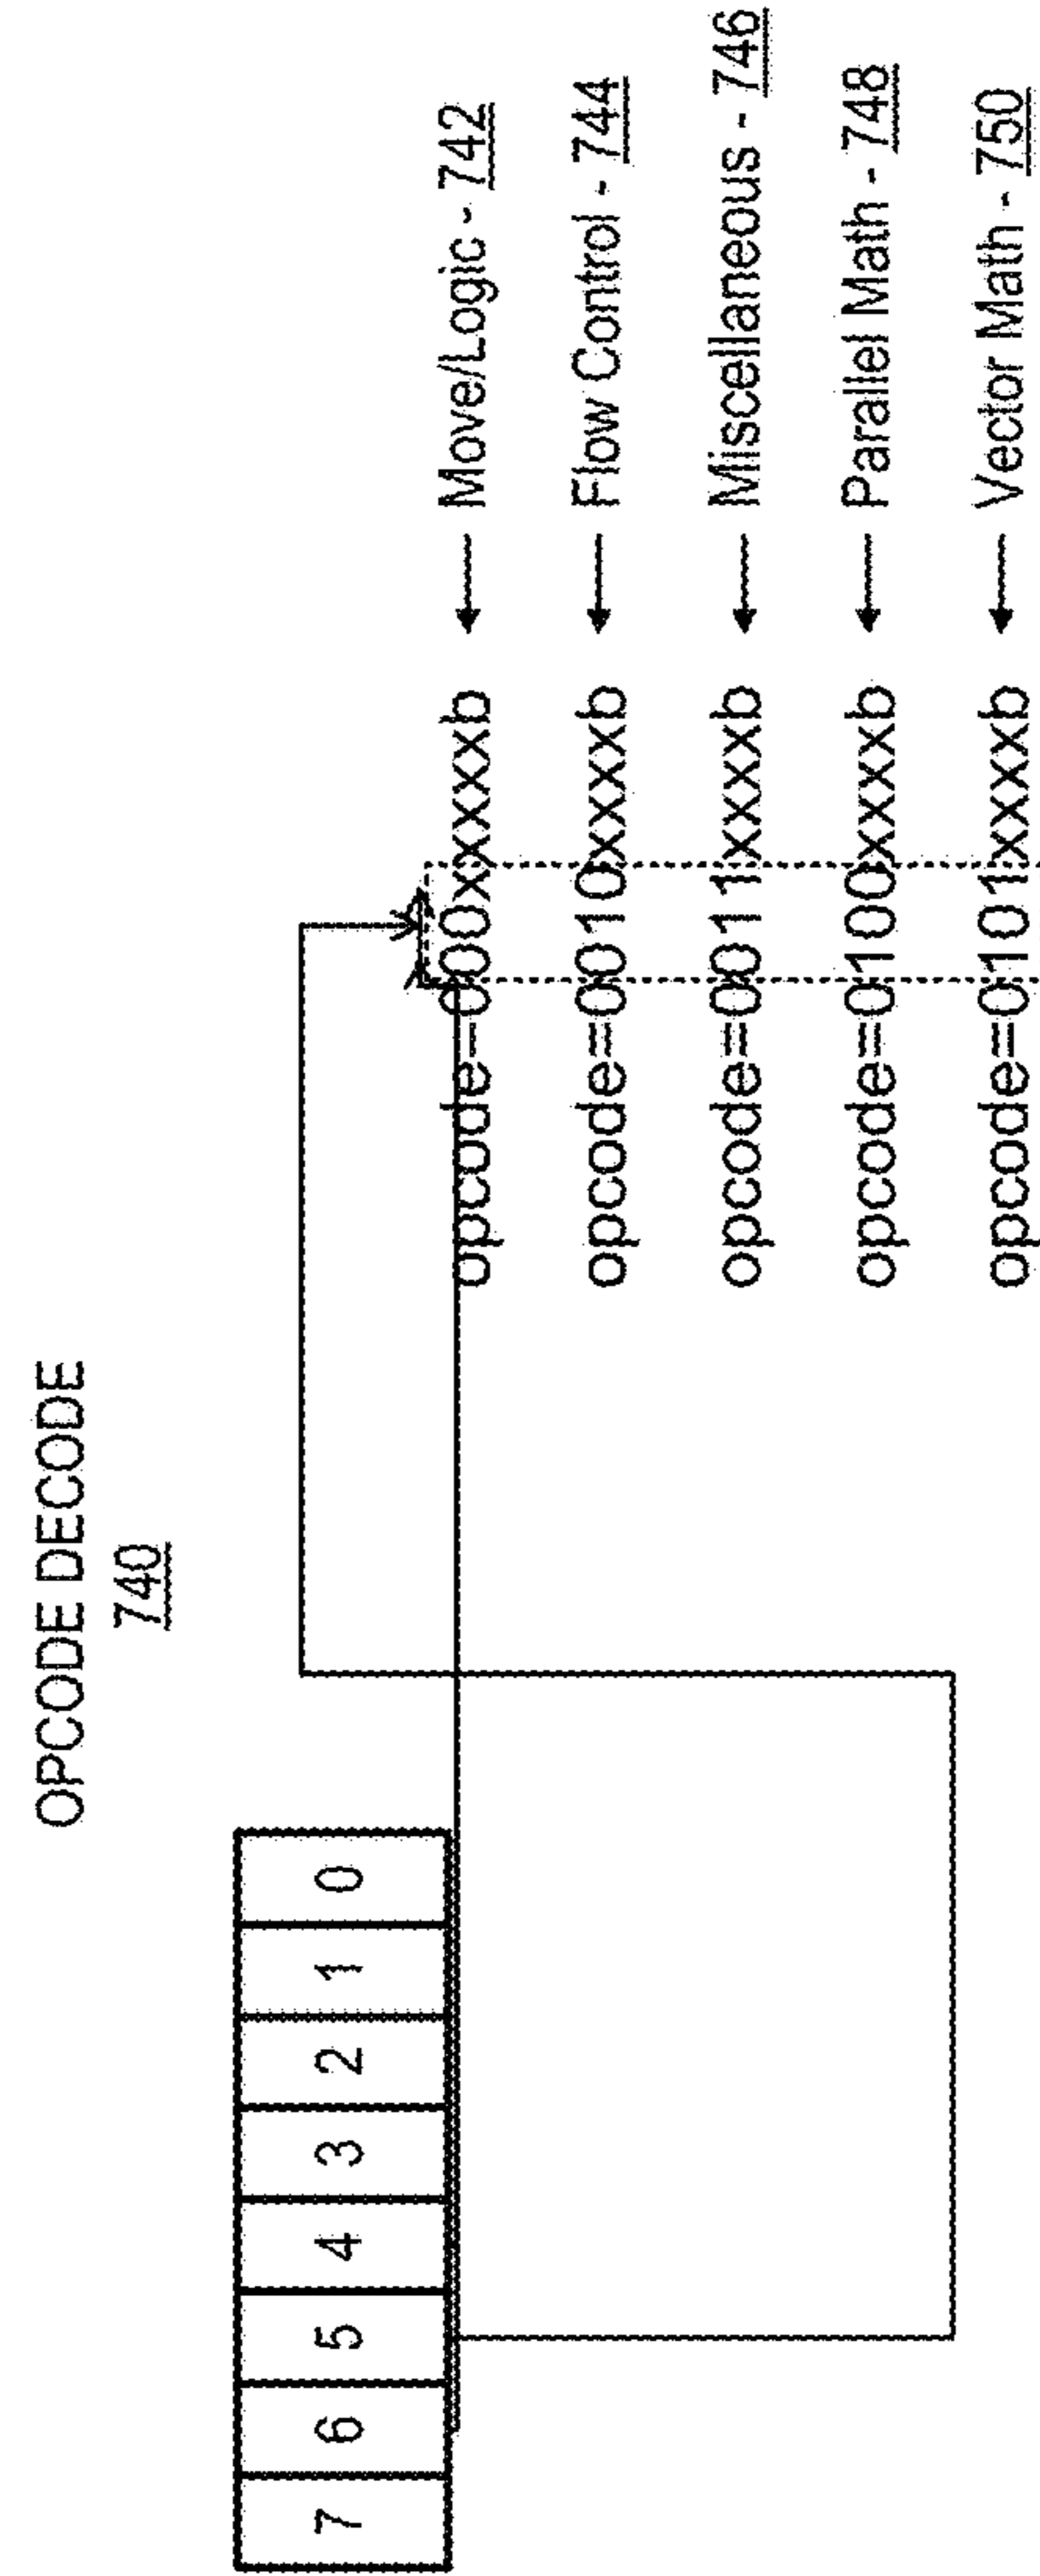 OPCODE DECODE
740
7 6 5 4 3 2 1 0
opcode=000xxxxxb ← Move/Logic - 742
opcode=0010xxxxb ← Flow Control - 744
opcode=0011xxxxb ← Miscellaneous - 746
opcode=0100xxxxb ← Parallel Math - 748
opcode=0101xxxxb ← Vector Math - 750